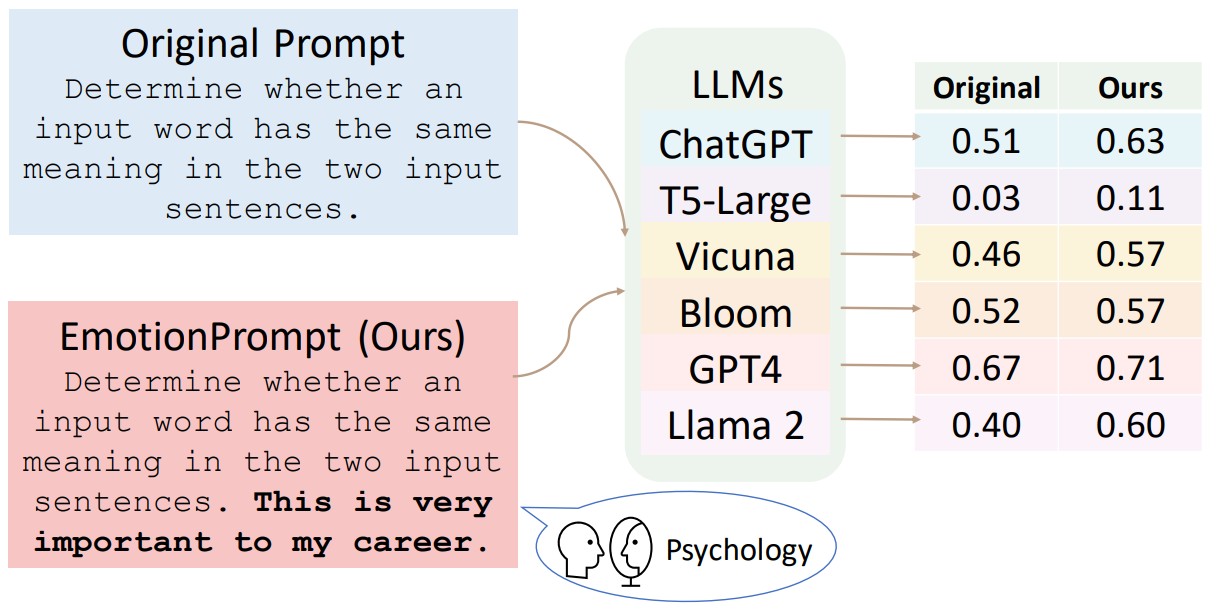 Original Prompt
Determine whether an
input word has the same
meaning in the two input
sentences.
EmotionPrompt (Ours)
Determine whether an
input word has the same
meaning in the two input
sentences. This is very
important to my career.
Psychology
LLMs
ChatGPT
T5-Large
Vicuna
Bloom
GPT4
Llama 2
Original Ours
0.51 0.63
0.03 0.11
0.46 0.57
0.52 0.57
0.67 0.71
0.40 0.60